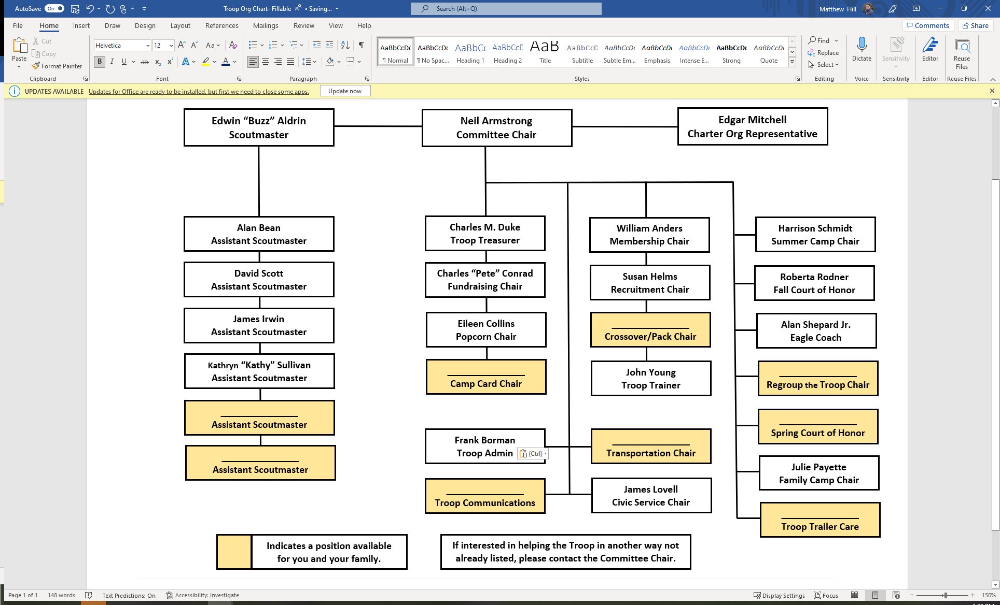 AutoSave On Troop Org Chart- Fillable • Saving... Search (Alt+Q) Matthew Hill
File Home Insert Draw Design Layout References Mailings Review View Help Comments Share
Paste
Cut
Copy
Format Painter
Clipboard
Helvetica 12
Font
Paragraph
AaBbCcDc ¶ Normal
AaBbCcDc ¶ No Spac...
AaBbCc Heading 1
AaBbCcD Heading 2
AaB Title
AaBbCcD Subtitle
AaBbCcDc Subtle Em...
AaBbCcDc Emphasis
AaBbCcDc Intense E...
AaBbCcDc Strong
AaBbCcDc Quote
Styles
Find
Replace
Select
Editing
Dictate
Voice
Sensitivity
Sensitivity
Editor
Editor
Reuse
Files
Reuse Files
UPDATES AVAILABLE Updates for Office are ready to be installed, but first we need to close some apps. Update now
Edwin “Buzz” Aldrin
Scoutmaster
Neil Armstrong
Committee Chair
Edgar Mitchell
Charter Org Representative
Alan Bean
Assistant Scoutmaster
David Scott
Assistant Scoutmaster
James Irwin
Assistant Scoutmaster
Kathryn “Kathy” Sullivan
Assistant Scoutmaster
Assistant Scoutmaster
Assistant Scoutmaster
Charles M. Duke
Troop Treasurer
Charles “Pete” Conrad
Fundraising Chair
Eileen Collins
Popcorn Chair
Camp Card Chair
Frank Borman
Troop Admin
(Ctrl)
Troop Communications
William Anders
Membership Chair
Susan Helms
Recruitment Chair
Crossover/Pack Chair
John Young
Troop Trainer
Transportation Chair
James Lovell
Civic Service Chair
Harrison Schmidt
Summer Camp Chair
Roberta Rodner
Fall Court of Honor
Alan Shepard Jr.
Eagle Coach
Regroup the Troop Chair
Spring Court of Honor
Julie Payette
Family Camp Chair
Troop Trailer Care
Indicates a position available
for you and your family.
If interested in helping the Troop in another way not
already listed, please contact the Committee Chair.
Page 1 of 1 148 words Text Predictions: On Accessibility: Investigate Display Settings Focus 150%